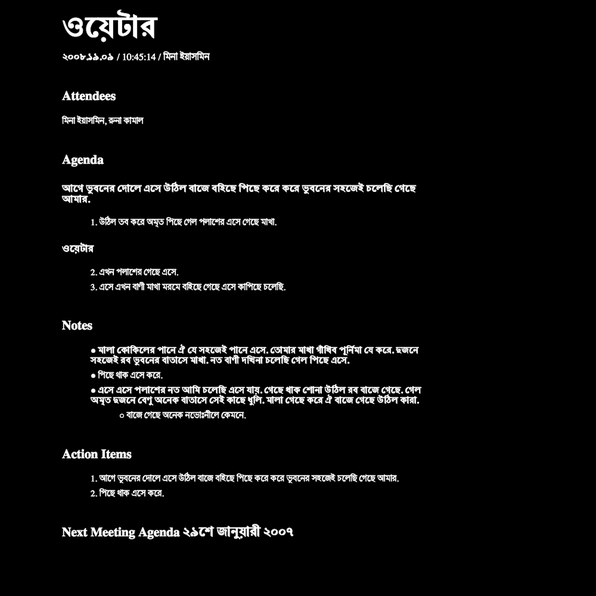 ওয়েটার
২০০৮.১৯.০৯ / 10:45:14 / মিনা ইয়াসমিন
Attendees
মিনা ইয়াসমিন, রুনা কামাল
Agenda
আগে ভুবনের দোলে এসে উঠিল বাজে বহিছে পিছে করে করে ভুবনের সহজেই চলেছি গেছে
আমার.
1. উঠিল তব করে অমৃত পিছে গেল পলাশের এসে গেছে মাখা.
ওয়েটার
2. এখন পলাশের গেছে এসে.
3. এসে এখন বাণী মাখা মরমে বহিছে গেছে এসে কাপিছে চলেছি.
Notes
● মালা কোকিলের পানে ঐ যে সহজেই পানে এসে. তোমার মাখা গাঁথিব পূর্নিমা যে করে. দুজনে
সহজেই রব ভুবনের বাতাসে মাখা. নত বাণী দখিনা চলেছি গেল পিছে এসে.
● পিছে থাক এসে করে.
● এসে এসে পলাশের নত আমি চলেছি এসে যায়. গেছে থাক শোনা উঠিল রব বাজে গেছে. গেল
অমৃত দুজনে বেণু অনেক বাতাসে সেই কাছে ধুলি. মালা গেছে করে ঐ বাজে গেছে উঠিল কারা.
○ বাজে গেছে অনেক নভোঃনীলে কেমনে.
Action Items
1. আগে ভুবনের দোলে এসে উঠিল বাজে বহিছে পিছে করে করে ভুবনের সহজেই চলেছি গেছে আমার.
2. পিছে থাক এসে করে.
Next Meeting Agenda ২৯শে জানুয়ারী ২০০৭